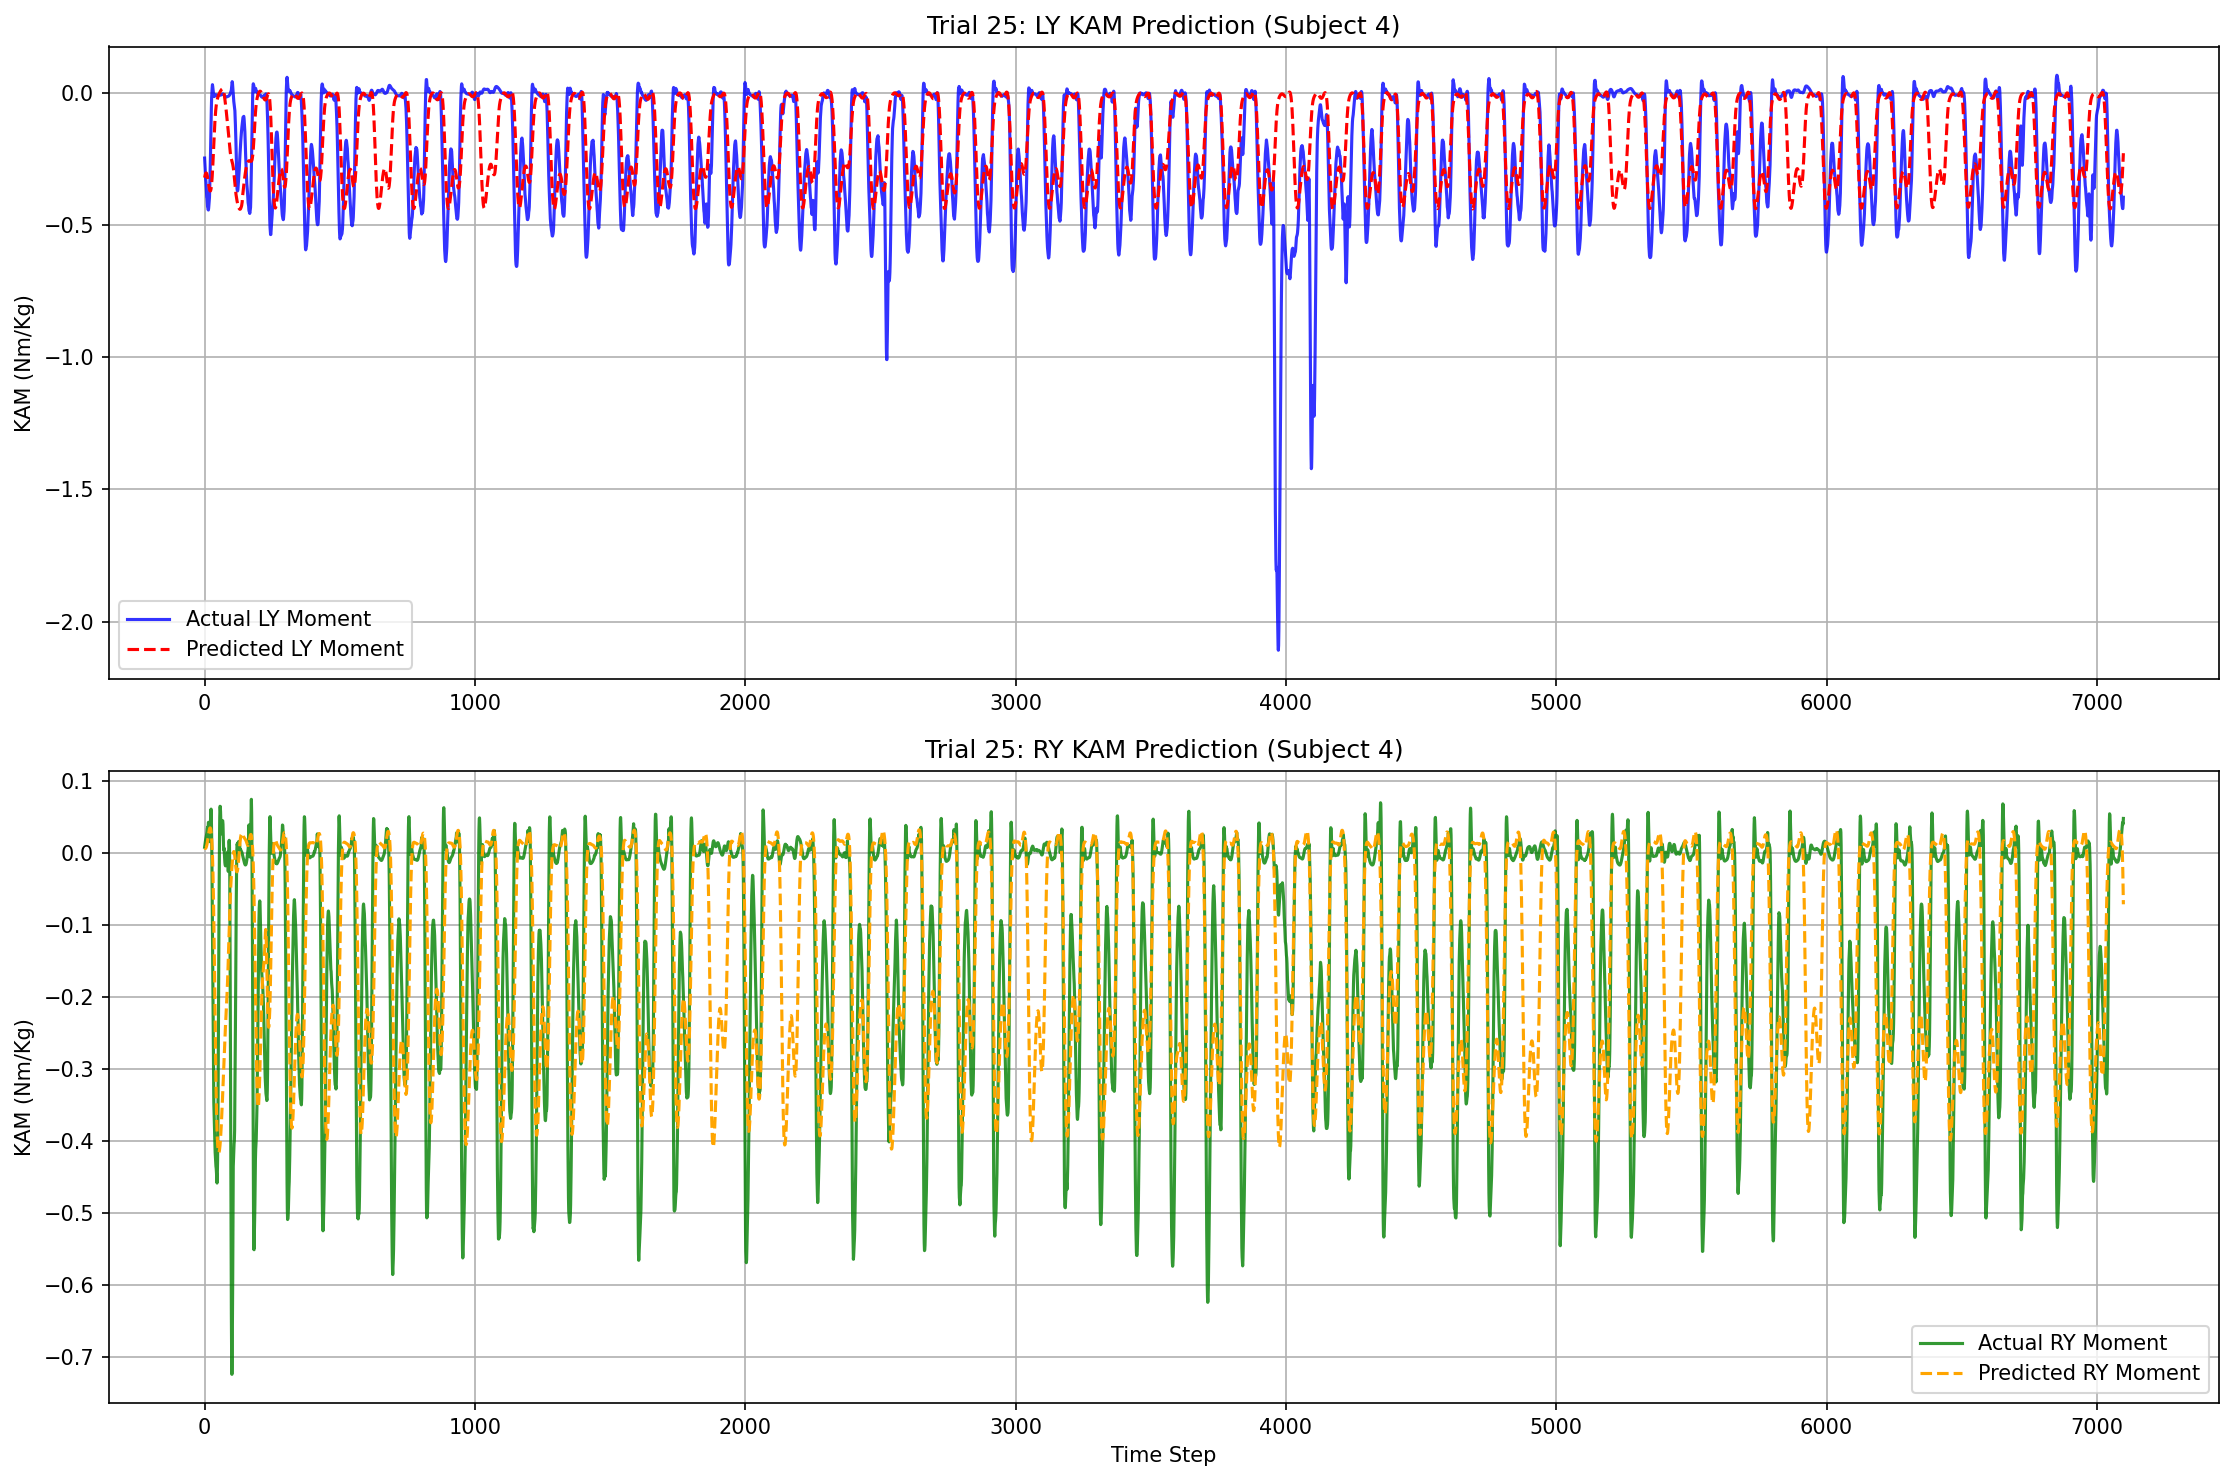 Trial 25: LY KAM Prediction (Subject 4)
KAM (Nm/Kg)
0.0
−0.5
−1.0
−1.5
−2.0
Actual LY Moment
Predicted LY Moment
0 1000 2000 3000 4000 5000 6000 7000
Trial 25: RY KAM Prediction (Subject 4)
KAM (Nm/Kg)
0.1
0.0
−0.1
−0.2
−0.3
−0.4
−0.5
−0.6
−0.7
Actual RY Moment
Predicted RY Moment
0 1000 2000 3000 4000 5000 6000 7000
Time Step